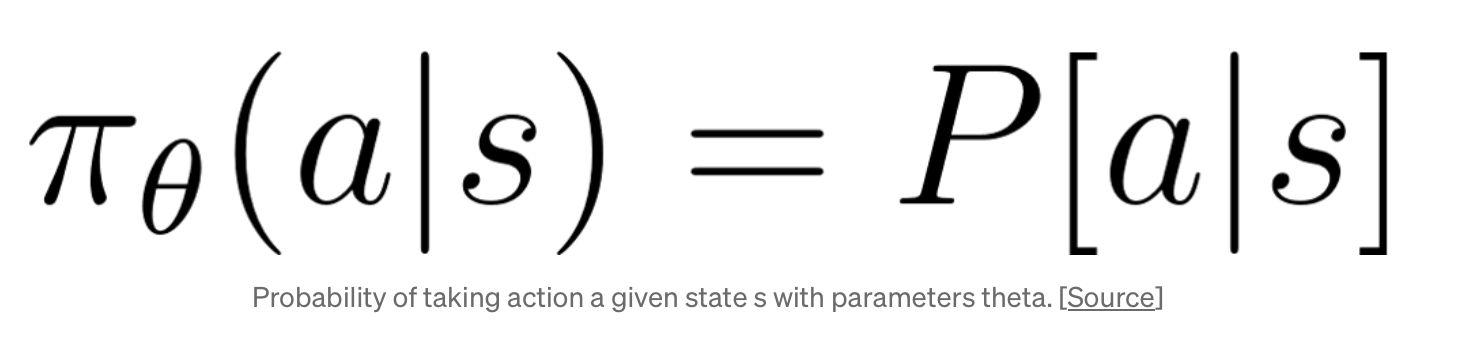 πθ(a|s) = P[a|s]
Probability of taking action a given state s with parameters theta. [Source]